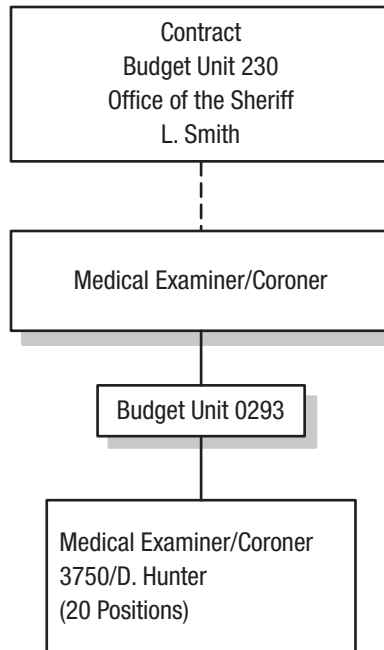 Contract
Budget Unit 230
Office of the Sheriff
L. Smith
Medical Examiner/Coroner
Budget Unit 0293
Medical Examiner/Coroner
3750/D. Hunter
(20 Positions)